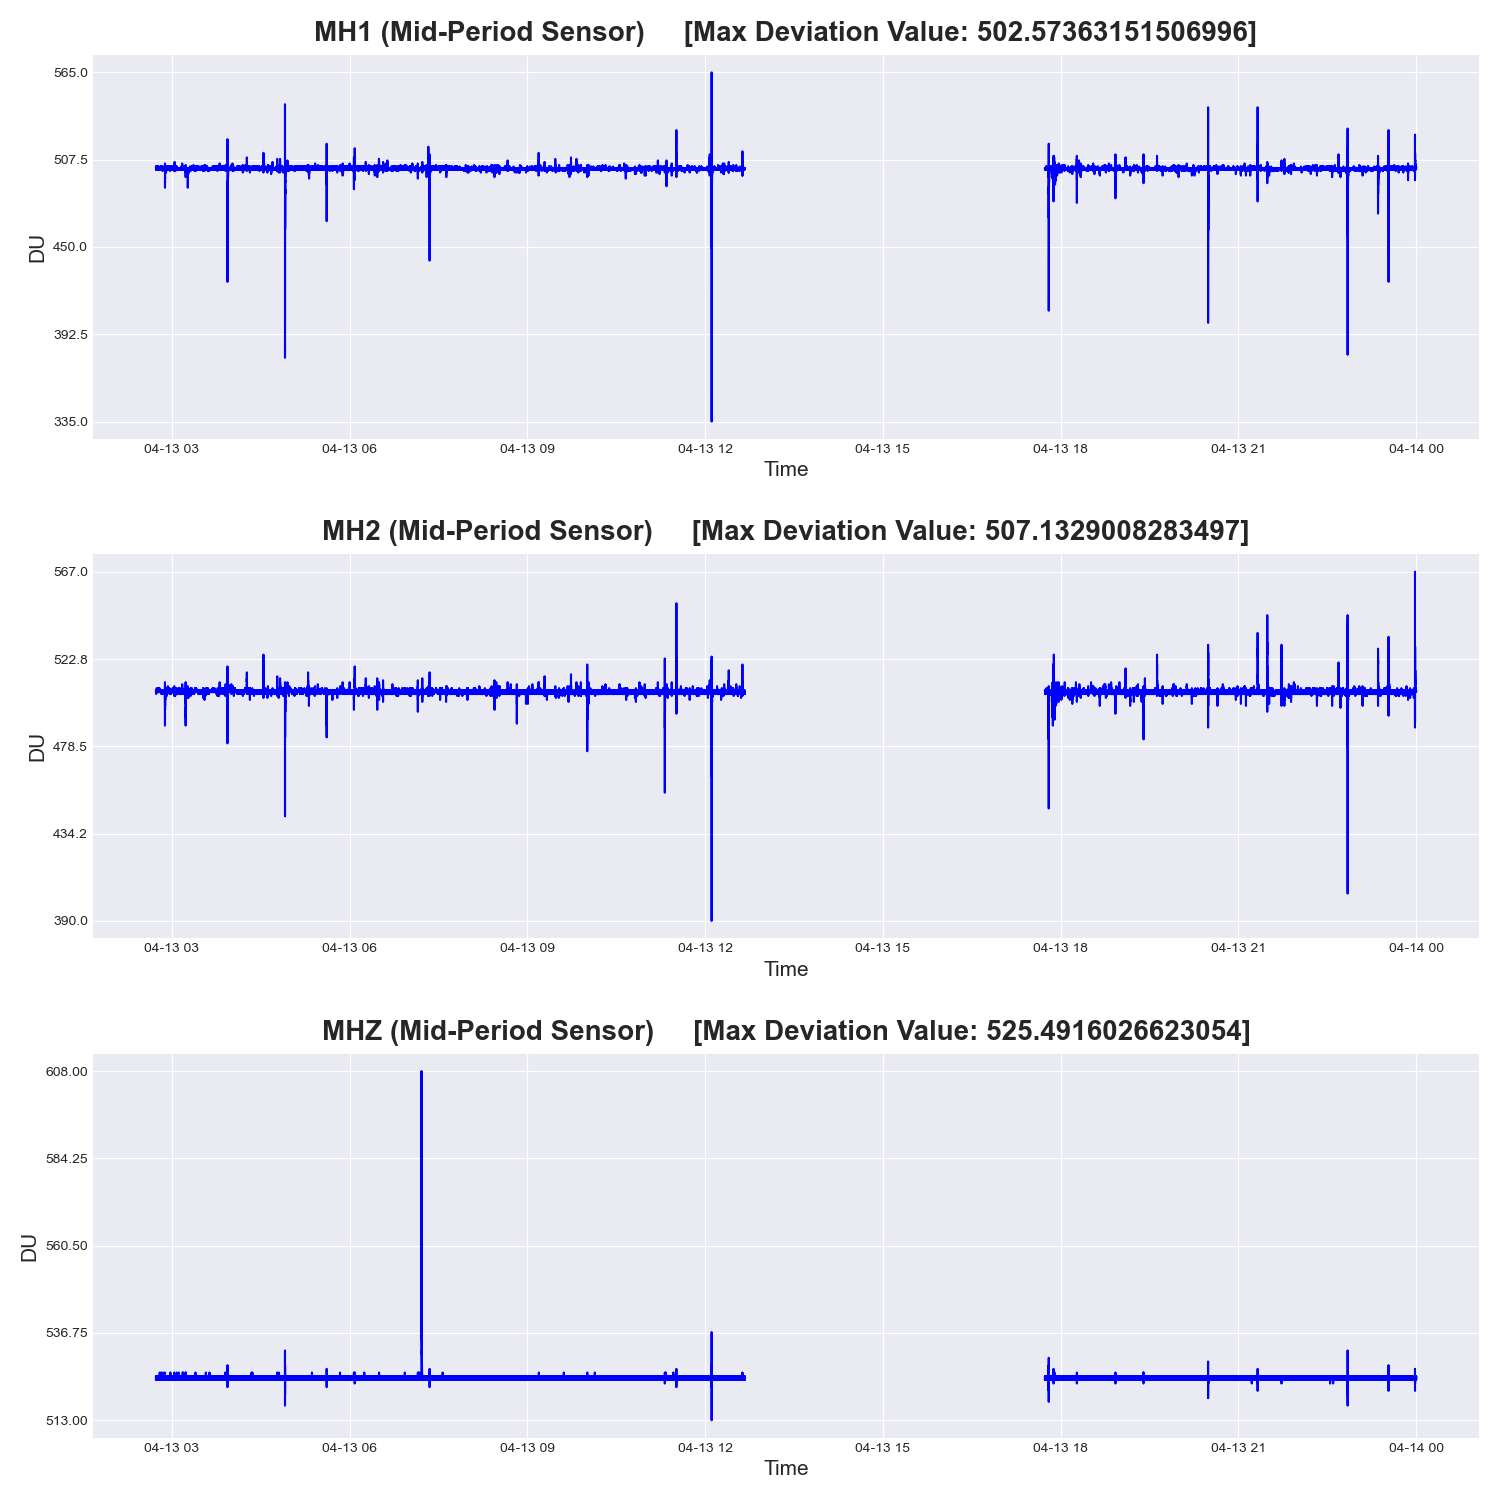 MH1 (Mid-Period Sensor) [Max Deviation Value: 502.57363151506996]
565.0
507.5
450.0
392.5
335.0
DU
04-13 03 04-13 06 04-13 09 04-13 12 04-13 15 04-13 18 04-13 21 04-14 00
Time
MH2 (Mid-Period Sensor) [Max Deviation Value: 507.1329008283497]
567.0
522.8
478.5
434.2
390.0
DU
04-13 03 04-13 06 04-13 09 04-13 12 04-13 15 04-13 18 04-13 21 04-14 00
Time
MHZ (Mid-Period Sensor) [Max Deviation Value: 525.4916026623054]
608.00
584.25
560.50
536.75
513.00
DU
04-13 03 04-13 06 04-13 09 04-13 12 04-13 15 04-13 18 04-13 21 04-14 00
Time